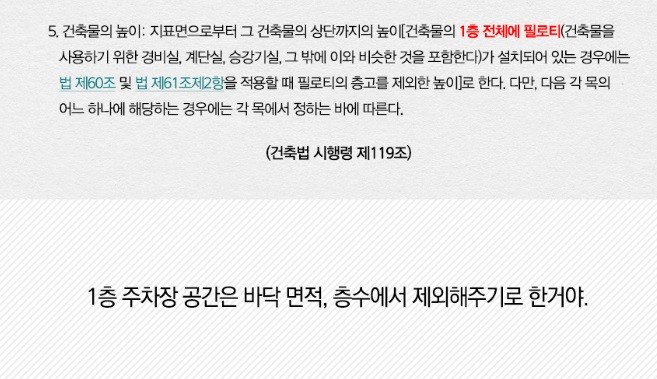 5. 건축물의 높이: 지표면으로부터 그 건축물의 상단까지의 높이[건축물의 1층 전체에 필로티(건축물을
사용하기 위한 경비실, 계단실, 승강기실, 그 밖에 이와 비슷한 것을 포함한다)가 설치되어 있는 경우에는
법 제60조 및 법 제61조제2항을 적용할 때 필로티의 층고를 제외한 높이]로 한다. 다만, 다음 각 목의
어느 하나에 해당하는 경우에는 각 목에서 정하는 바에 따른다.
(건축법 시행령 제119조)
1층 주차장 공간은 바닥 면적, 층수에서 제외해주기로 한거야.